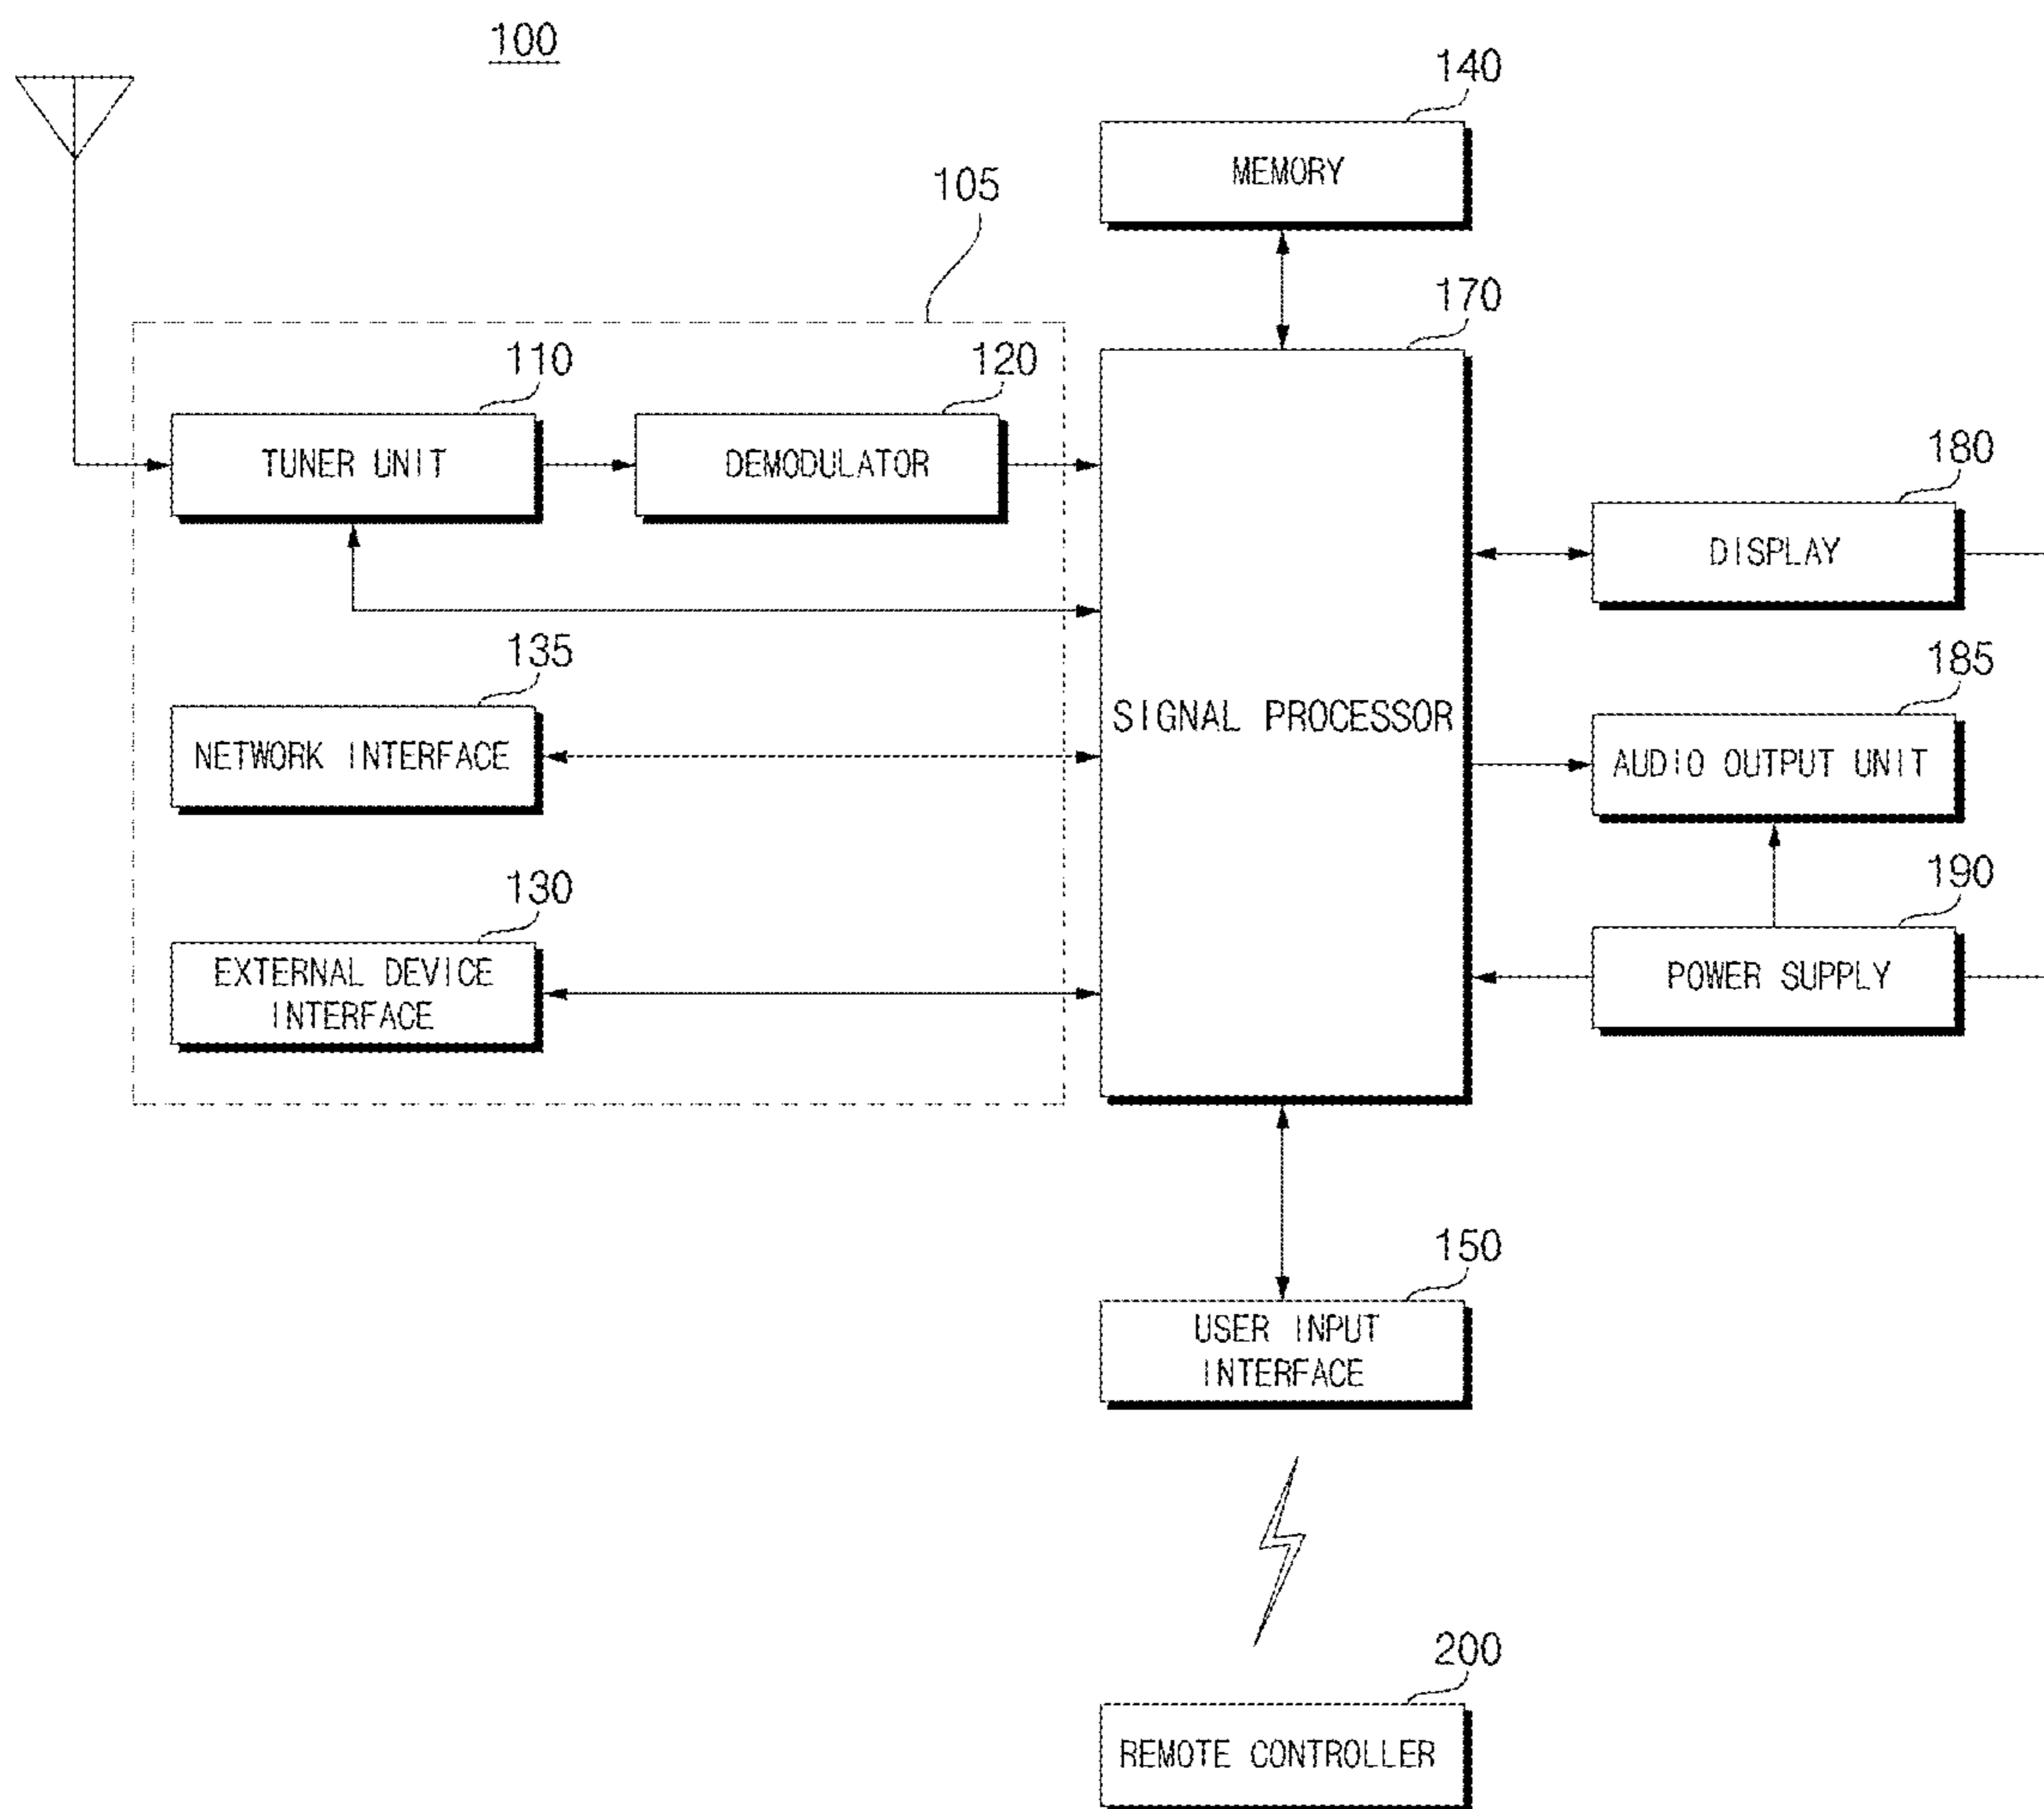 100
140
MEMORY
105
170
110
120
TUNER UNIT
DEMODULATOR
180
DISPLAY
135
NETWORK INTERFACE
SIGNAL PROCESSOR
185
AUDIO OUTPUT UNIT
130
EXTERNAL DEVICE
INTERFACE
190
POWER SUPPLY
150
USER INPUT
INTERFACE
200
REMOTE CONTROLLER